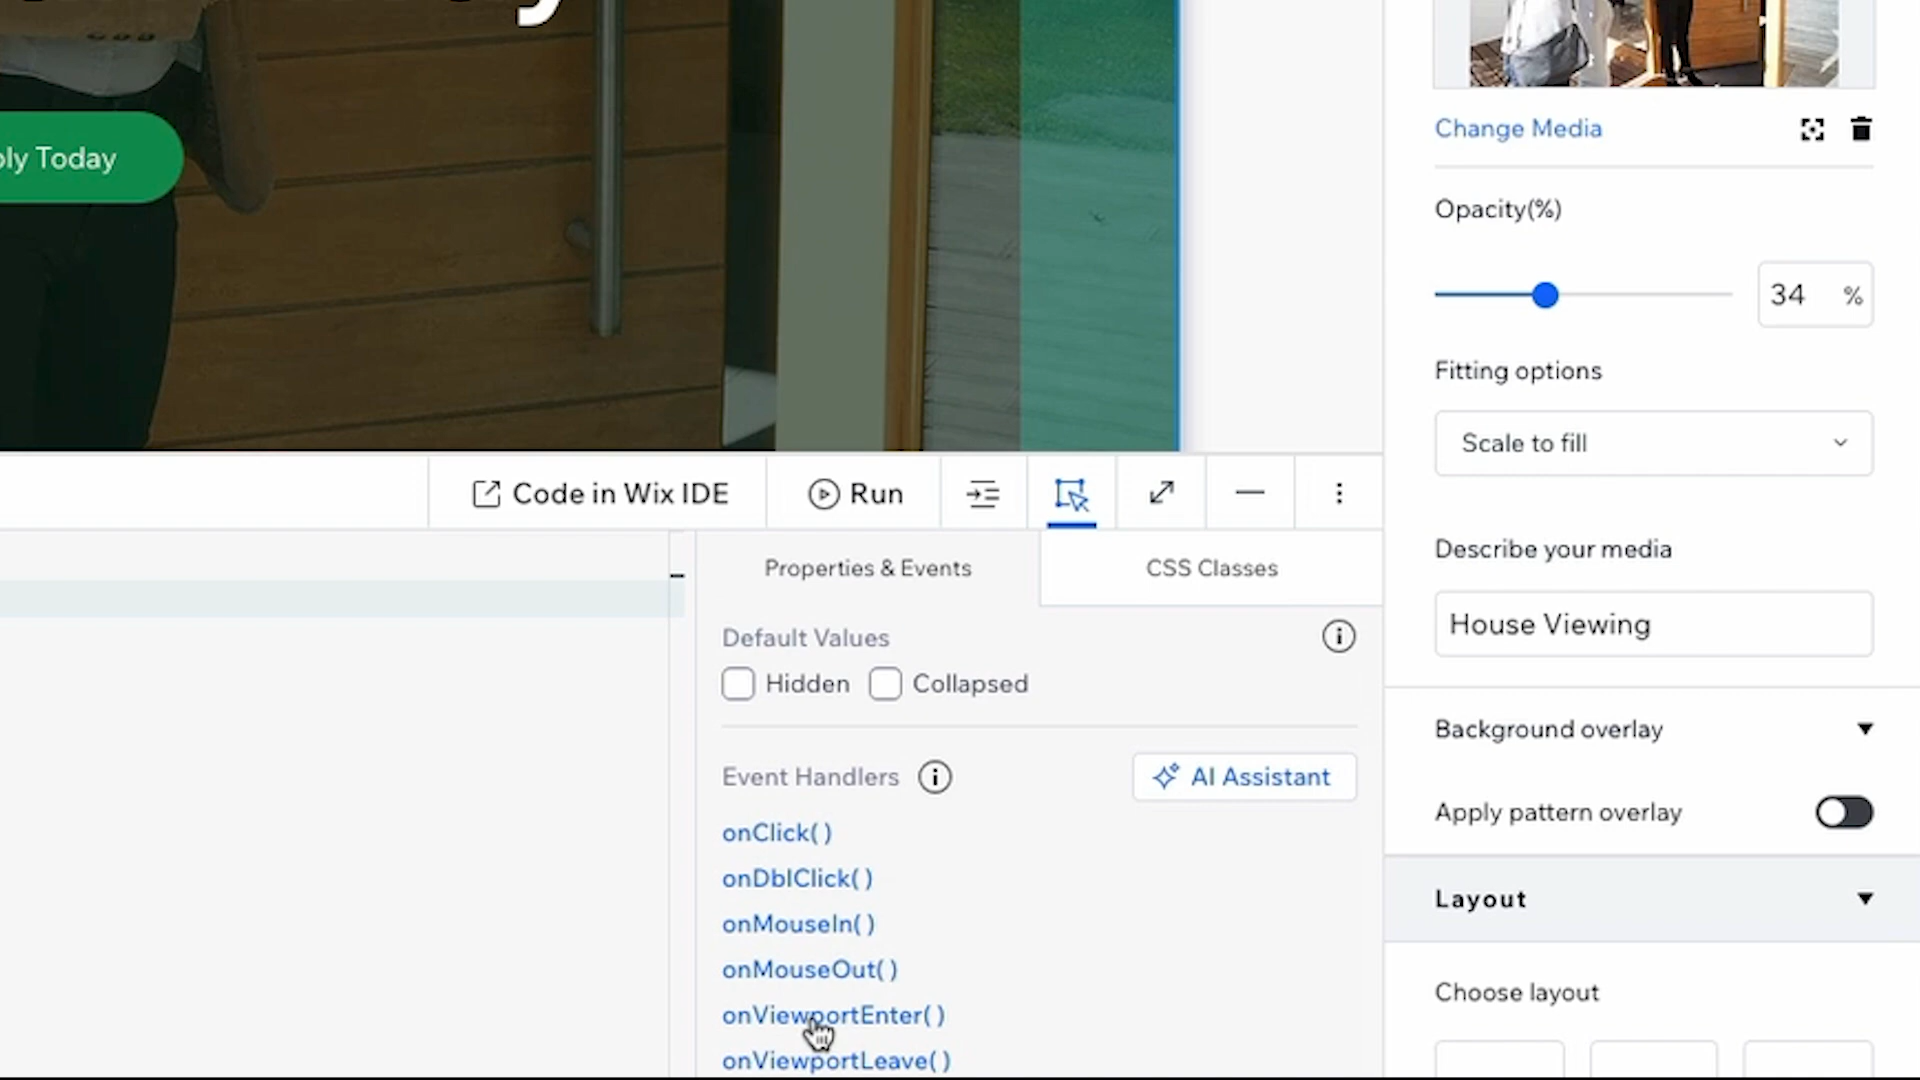 Today
Change Media
Opacity(%)
34 %
Fitting options
Scale to fill
Code in Wix IDE
Run
Describe your media
House Viewing
Properties & Events
CSS Classes
Default Values
Hidden
Collapsed
Background overlay
Event Handlers
AI Assistant
Apply pattern overlay
onClick( )
onDblClick( )
onMouseIn( )
onMouseOut( )
onViewportEnter( )
onViewportLeave( )
Layout
Choose layout